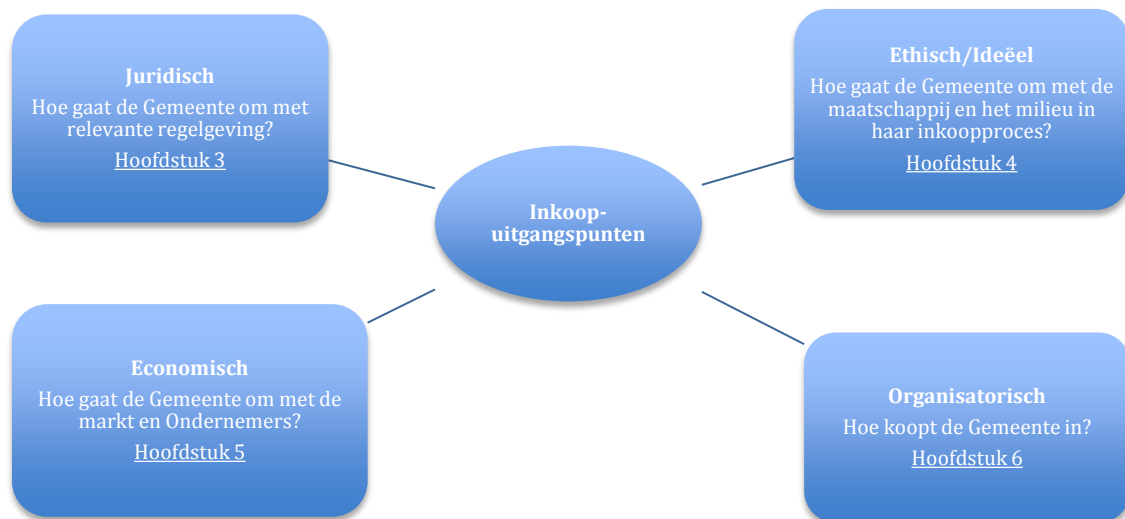 Juridisch
Hoe gaat de Gemeente om met
relevante regelgeving?
Hoofdstuk 3
Ethisch/Ideëel
Hoe gaat de Gemeente om met de
maatschappij en het milieu in
haar inkoopproces?
Hoofdstuk 4
Inkoop-
uitgangspunten
Economisch
Hoe gaat de Gemeente om met de
markt en Ondernemers?
Hoofdstuk 5
Organisatorisch
Hoe koopt de Gemeente in?
Hoofdstuk 6